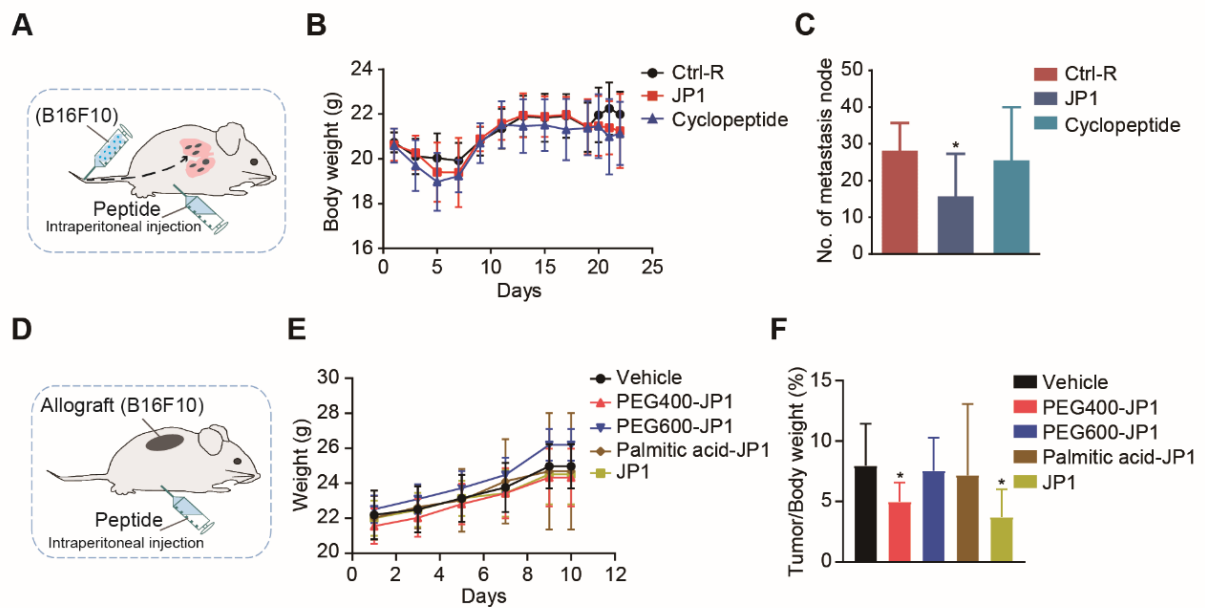 A
(B16F10)
Peptide
Intraperitoneal injection
B
Body weight (g)
24
22
20
18
16
0 5 10 15 20 25
Days
Ctrl-R
JP1
Cyclopeptide
C
No. of metastasis node
50
40
30
20
10
0
*
Ctrl-R
JP1
Cyclopeptide
D
Allograft (B16F10)
Peptide
Intraperitoneal injection
E
Weight (g)
30
28
26
24
22
20
0 2 4 6 8 10 12
Days
Vehicle
PEG400-JP1
PEG600-JP1
Palmitic acid-JP1
JP1
F
Tumor/Body weight (%)
15
10
5
0
*
*
Vehicle
PEG400-JP1
PEG600-JP1
Palmitic acid-JP1
JP1